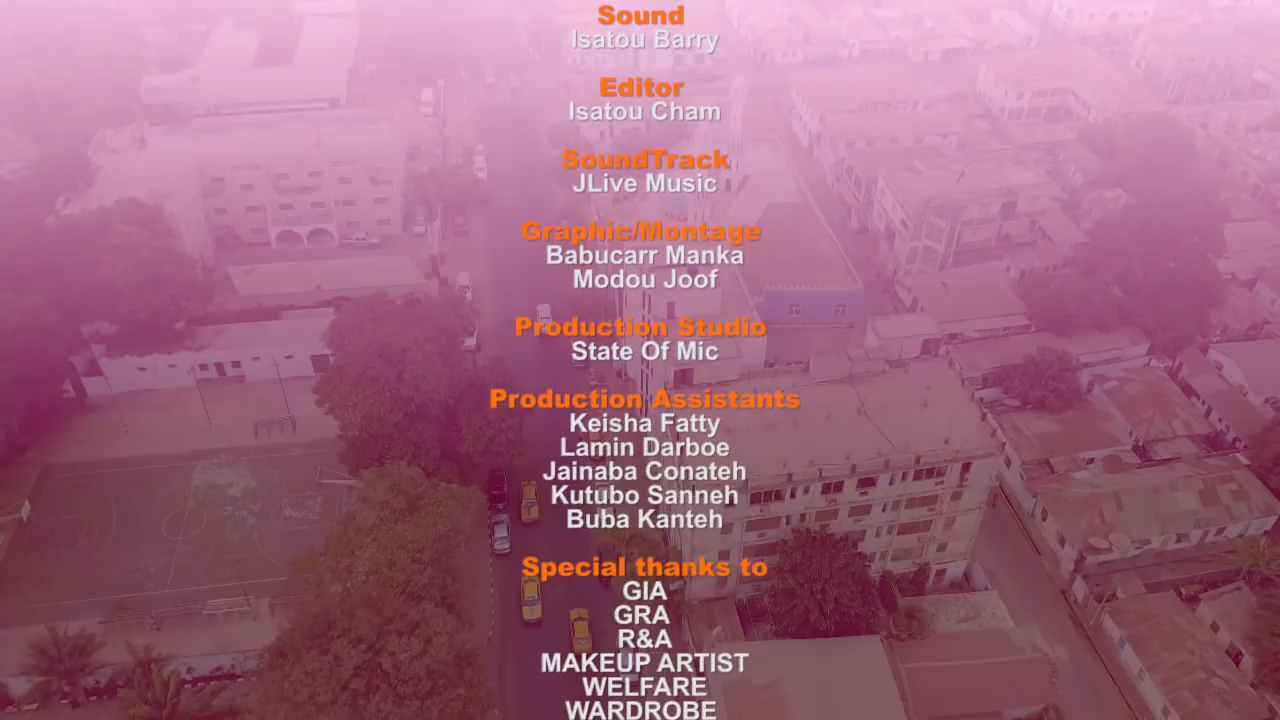 Sound
Isatou Barry
Editor
Isatou Cham
SoundTrack
JLive Music
Graphic/Montage
Babucarr Manka
Modou Joof
Production Studio
State Of Mic
Production Assistants
Keisha Fatty
Lamin Darboe
Jainaba Conateh
Kutubo Sanneh
Buba Kanteh
Special thanks to
GIA
GRA
R&A
MAKEUP ARTIST
WELFARE
WARDROBE